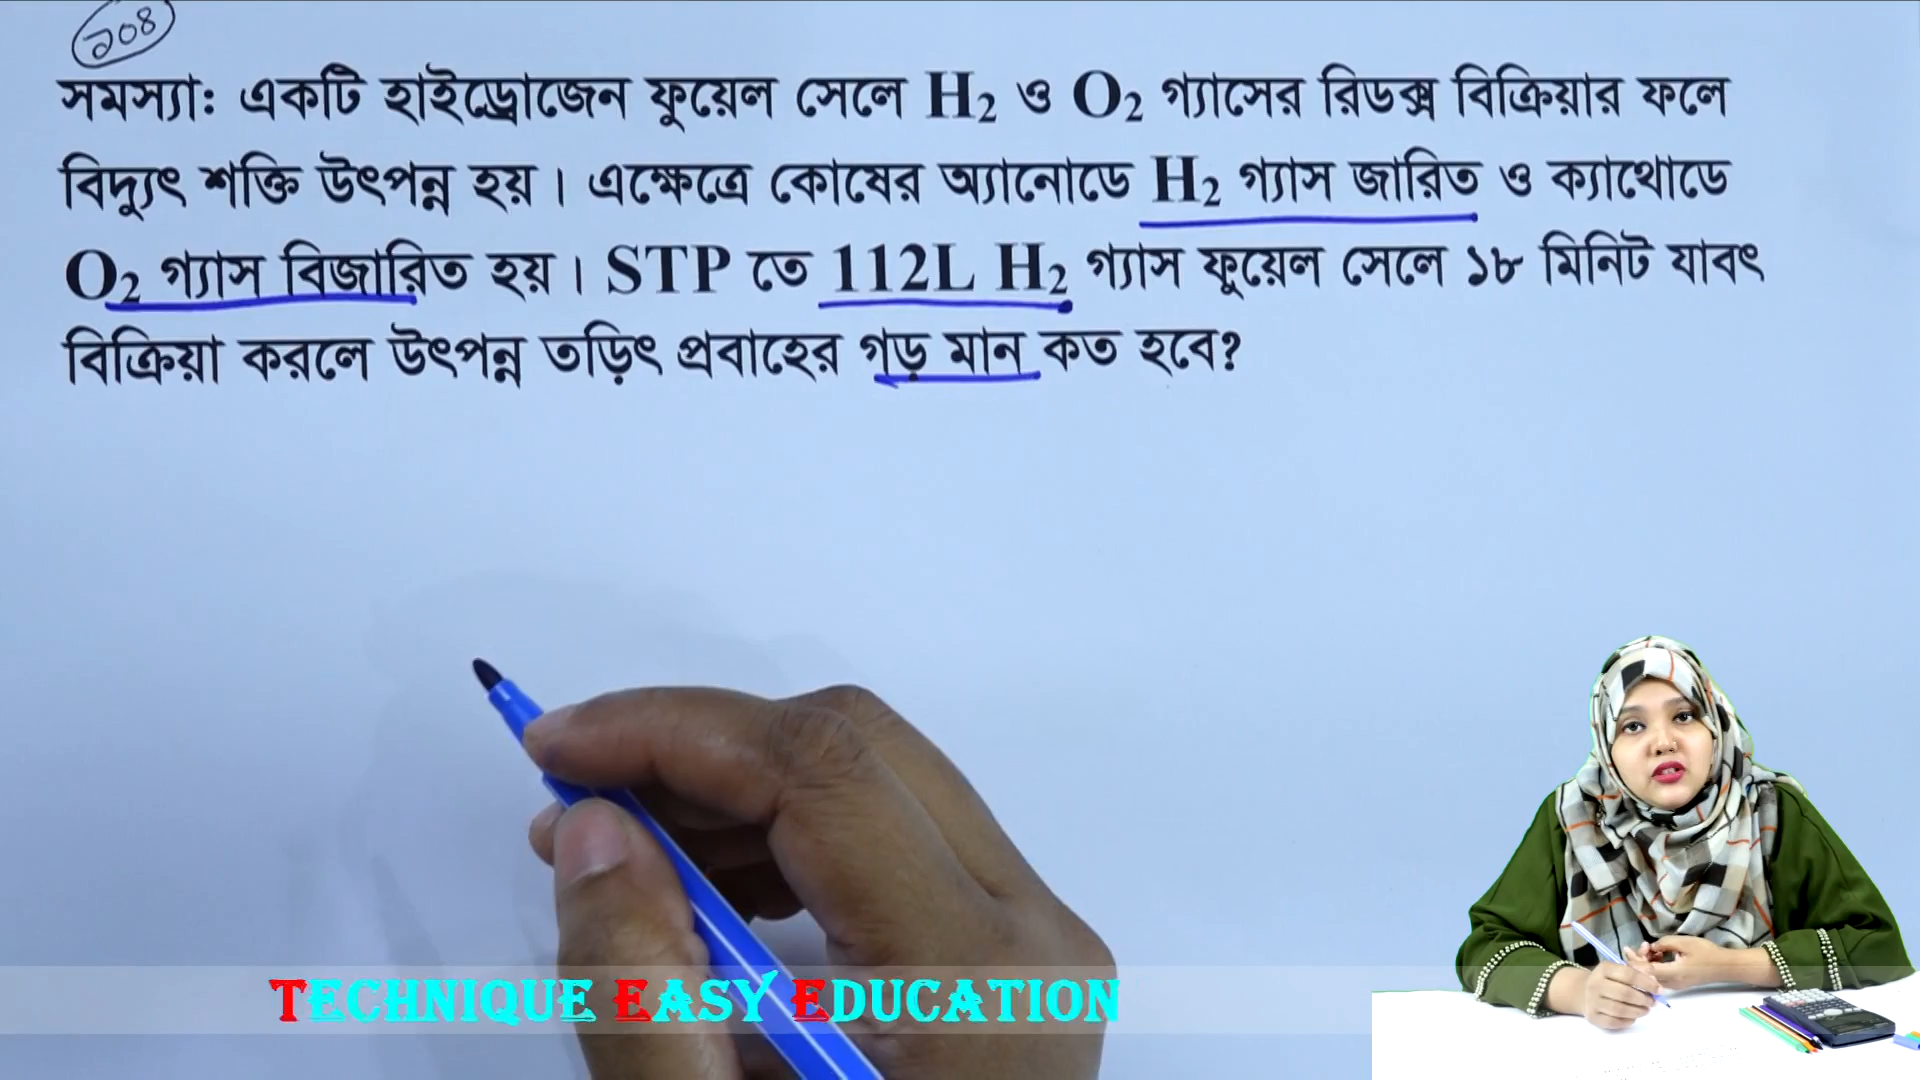 ১০৪
সমস্যা: একটি হাইড্রোজেন ফুয়েল সেলে H₂ ও O₂ গ্যাসের রিডক্স বিক্রিয়ার ফলে
বিদ্যুৎ শক্তি উৎপন্ন হয়। এক্ষেত্রে কোষের অ্যানোডে H₂ গ্যাস জারিত ও ক্যাথোডে
O₂ গ্যাস বিজারিত হয়। STP তে 112L H₂ গ্যাস ফুয়েল সেলে ১৮ মিনিট যাবৎ
বিক্রিয়া করলে উৎপন্ন তড়িৎ প্রবাহের গড় মান কত হবে?
TECHNIQUE EASY EDUCATION